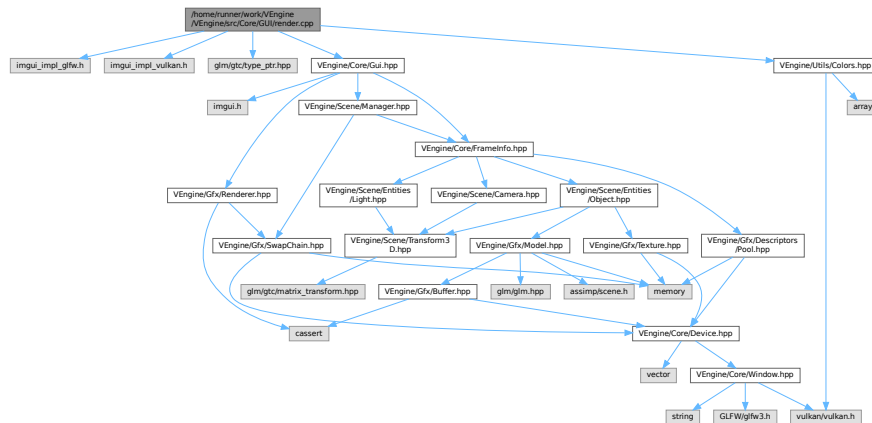 /home/runner/work/VEngine
/VEngine/src/Core/GUI/render.cpp
imgui_impl_glfw.h
imgui_impl_vulkan.h
glm/gtc/type_ptr.hpp
VEngine/Core/Gui.hpp
VEngine/Utils/Colors.hpp
imgui.h
VEngine/Scene/Manager.hpp
array
VEngine/Core/FrameInfo.hpp
VEngine/Gfx/Renderer.hpp
VEngine/Scene/Entities
/Light.hpp
VEngine/Scene/Camera.hpp
VEngine/Scene/Entities
/Object.hpp
VEngine/Gfx/SwapChain.hpp
VEngine/Scene/Transform3
D.hpp
VEngine/Gfx/Model.hpp
VEngine/Gfx/Texture.hpp
VEngine/Gfx/Descriptors
/Pool.hpp
glm/gtc/matrix_transform.hpp
VEngine/Gfx/Buffer.hpp
glm/glm.hpp
assimp/scene.h
memory
cassert
VEngine/Core/Device.hpp
vector
VEngine/Core/Window.hpp
string
GLFW/glfw3.h
vulkan/vulkan.h